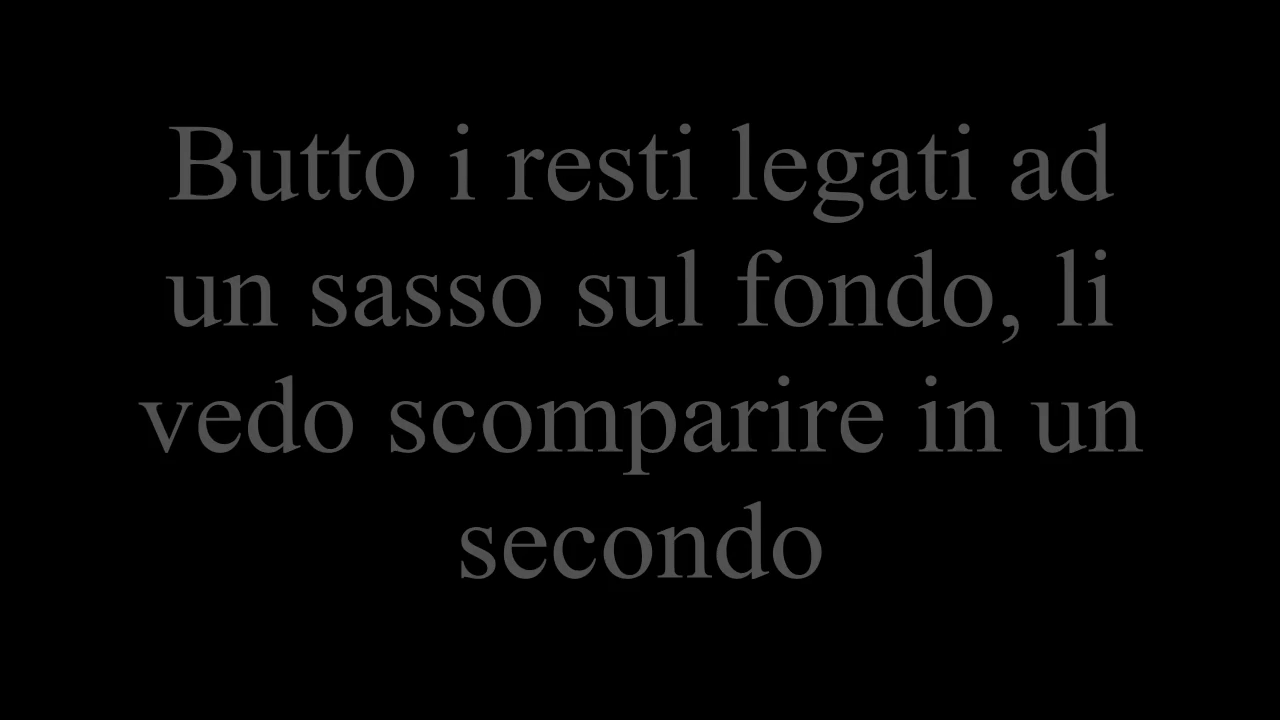 Butto i resti legati ad
un sasso sul fondo, li
vedo scomparire in un
secondo